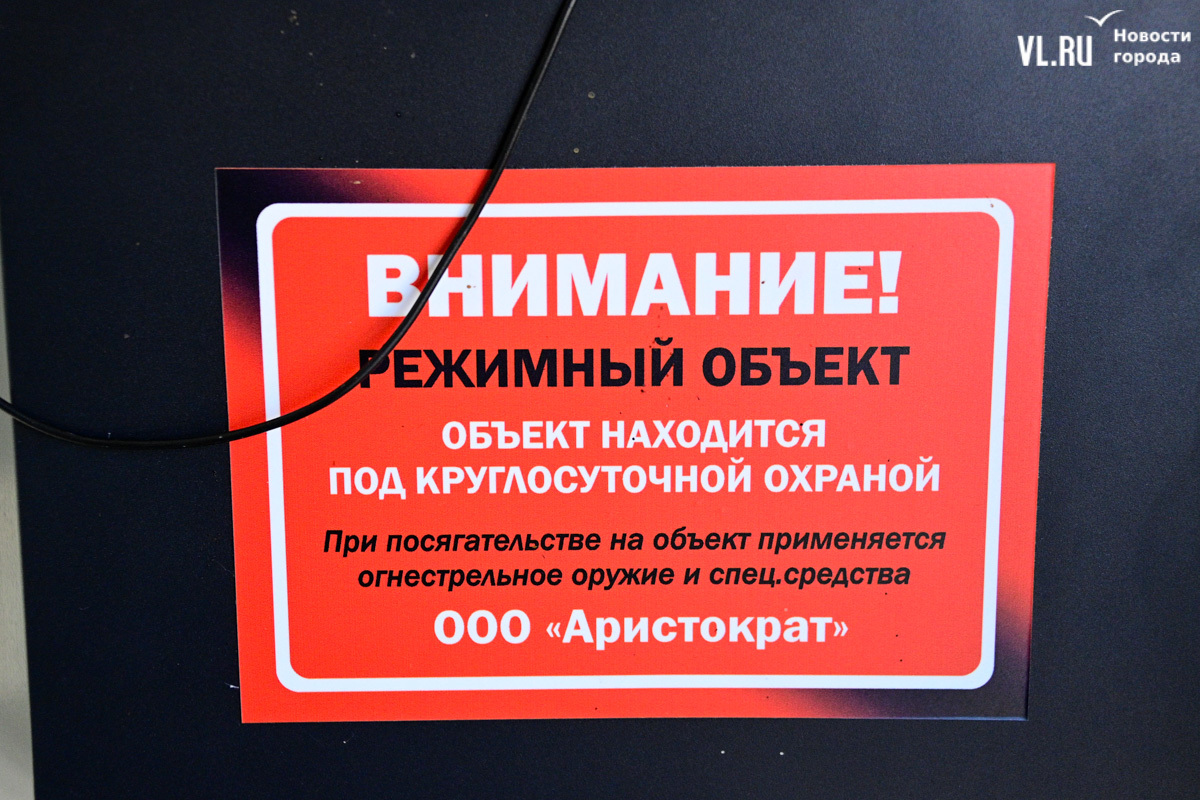 VL.RU
Новости
города
ВНИМАНИЕ!
РЕЖИМНЫЙ ОБЪЕКТ
ОБЪЕКТ НАХОДИТСЯ
ПОД КРУГЛОСУТОЧНОЙ ОХРАНОЙ
При посягательстве на объект применяется
огнестрельное оружие и спец.средства
ООО «Аристократ»